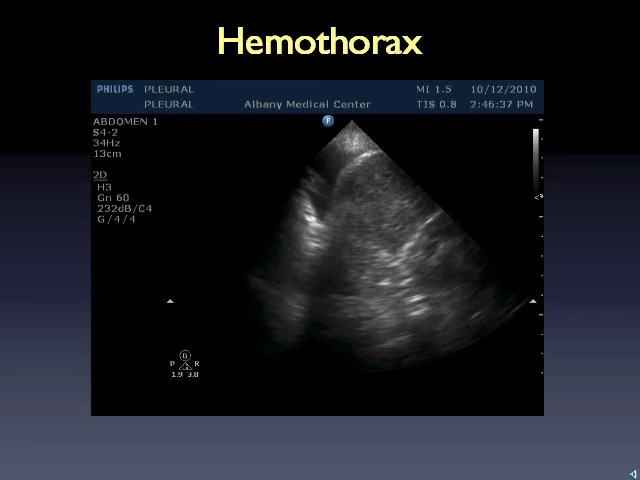 Hemothorax
PHILIPS PLEURAL MI 1.5 10/12/2010
PLEURAL Albany Medical Center TIS 0.8 2:46:37 PM
P
ABDOMEN 1
S4-2
34Hz
13cm
2D
H3
Gn 60
232dB/C4
G/4/4
G
P R
1.9 3.8